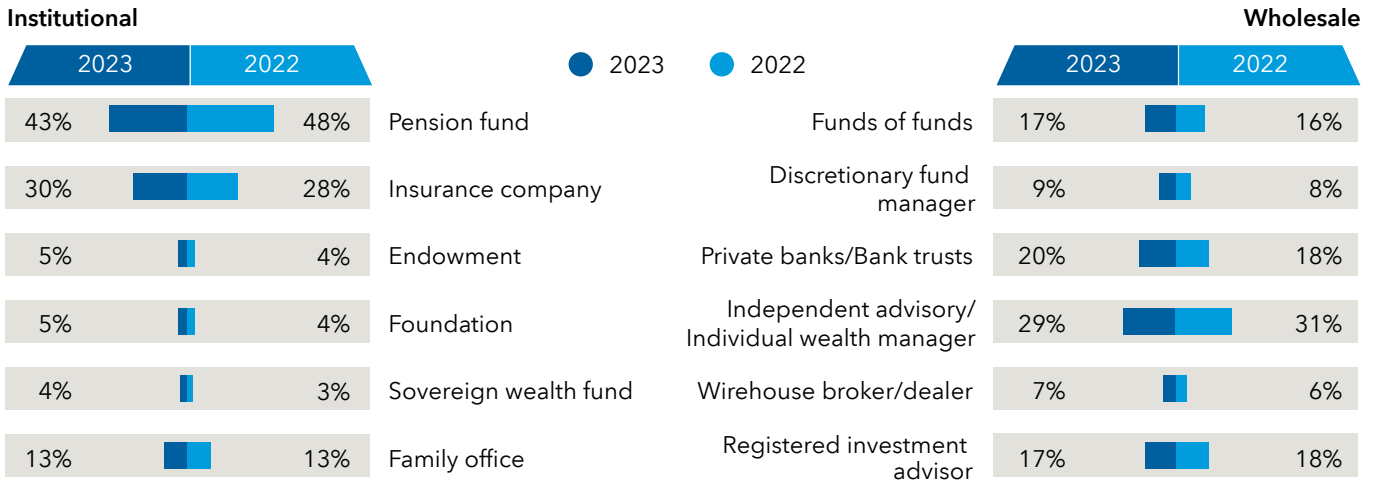 Institutional
Wholesale
2023 2022
2023 2022
2023 2022
43% 48% Pension fund
Funds of funds 17% 16%
30% 28% Insurance company
Discretionary fund
manager
9% 8%
5% 4% Endowment
Private banks/Bank trusts 20% 18%
5% 4% Foundation
Independent advisory/
Individual wealth manager
29% 31%
4% 3% Sovereign wealth fund
Wirehouse broker/dealer 7% 6%
13% 13% Family office
Registered investment
advisor
17% 18%